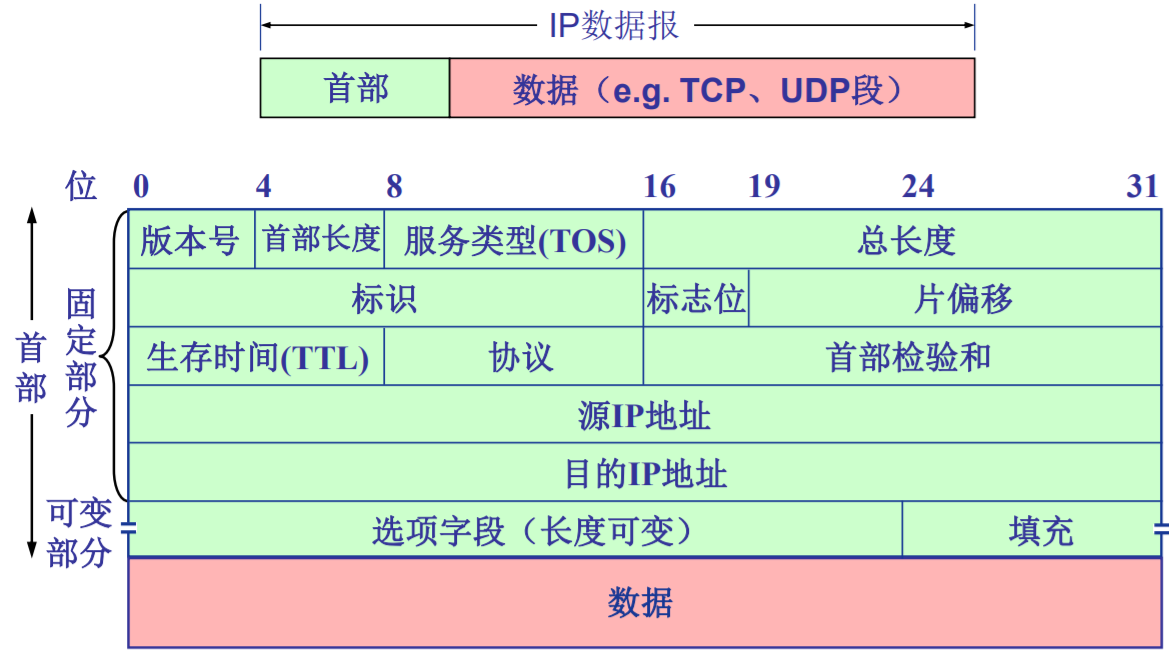 IP数据报
首部 数据（e.g. TCP、UDP段）
位 0 4 8 16 19 24 31
版本号 首部长度 服务类型(TOS) 总长度
标识 标志位 片偏移
生存时间(TTL) 协议 首部检验和
源IP地址
目的IP地址
选项字段（长度可变） 填充
数据
首部
固定部分
可变
部分